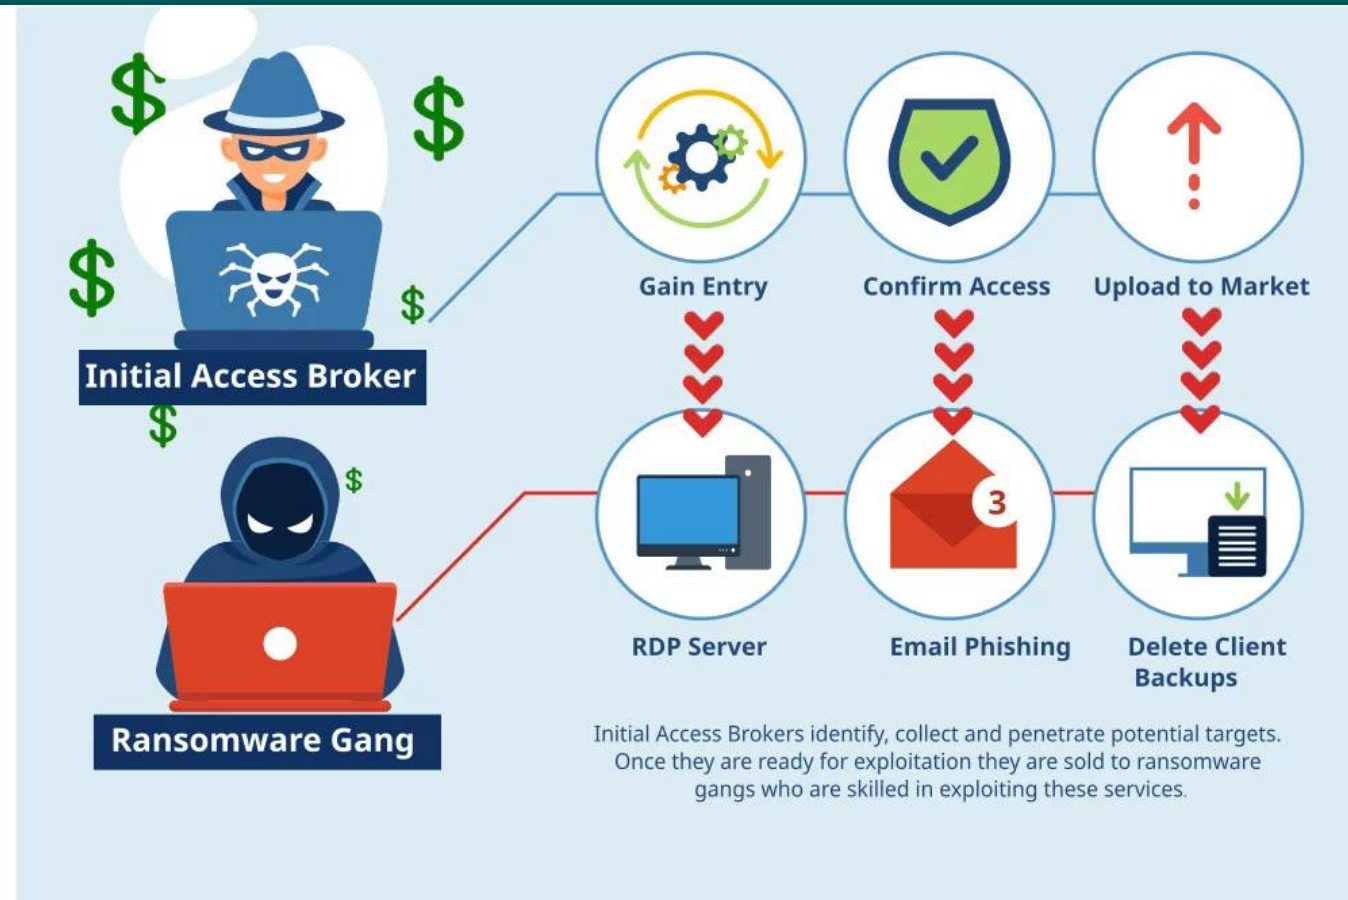 $
$
$
$
Gain Entry
Confirm Access
Upload to Market
Initial Access Broker
$
$
3
RDP Server
Email Phishing
Delete Client
Backups
Ransomware Gang
Initial Access Brokers identify, collect and penetrate potential targets.
Once they are ready for exploitation they are sold to ransomware
gangs who are skilled in exploiting these services.